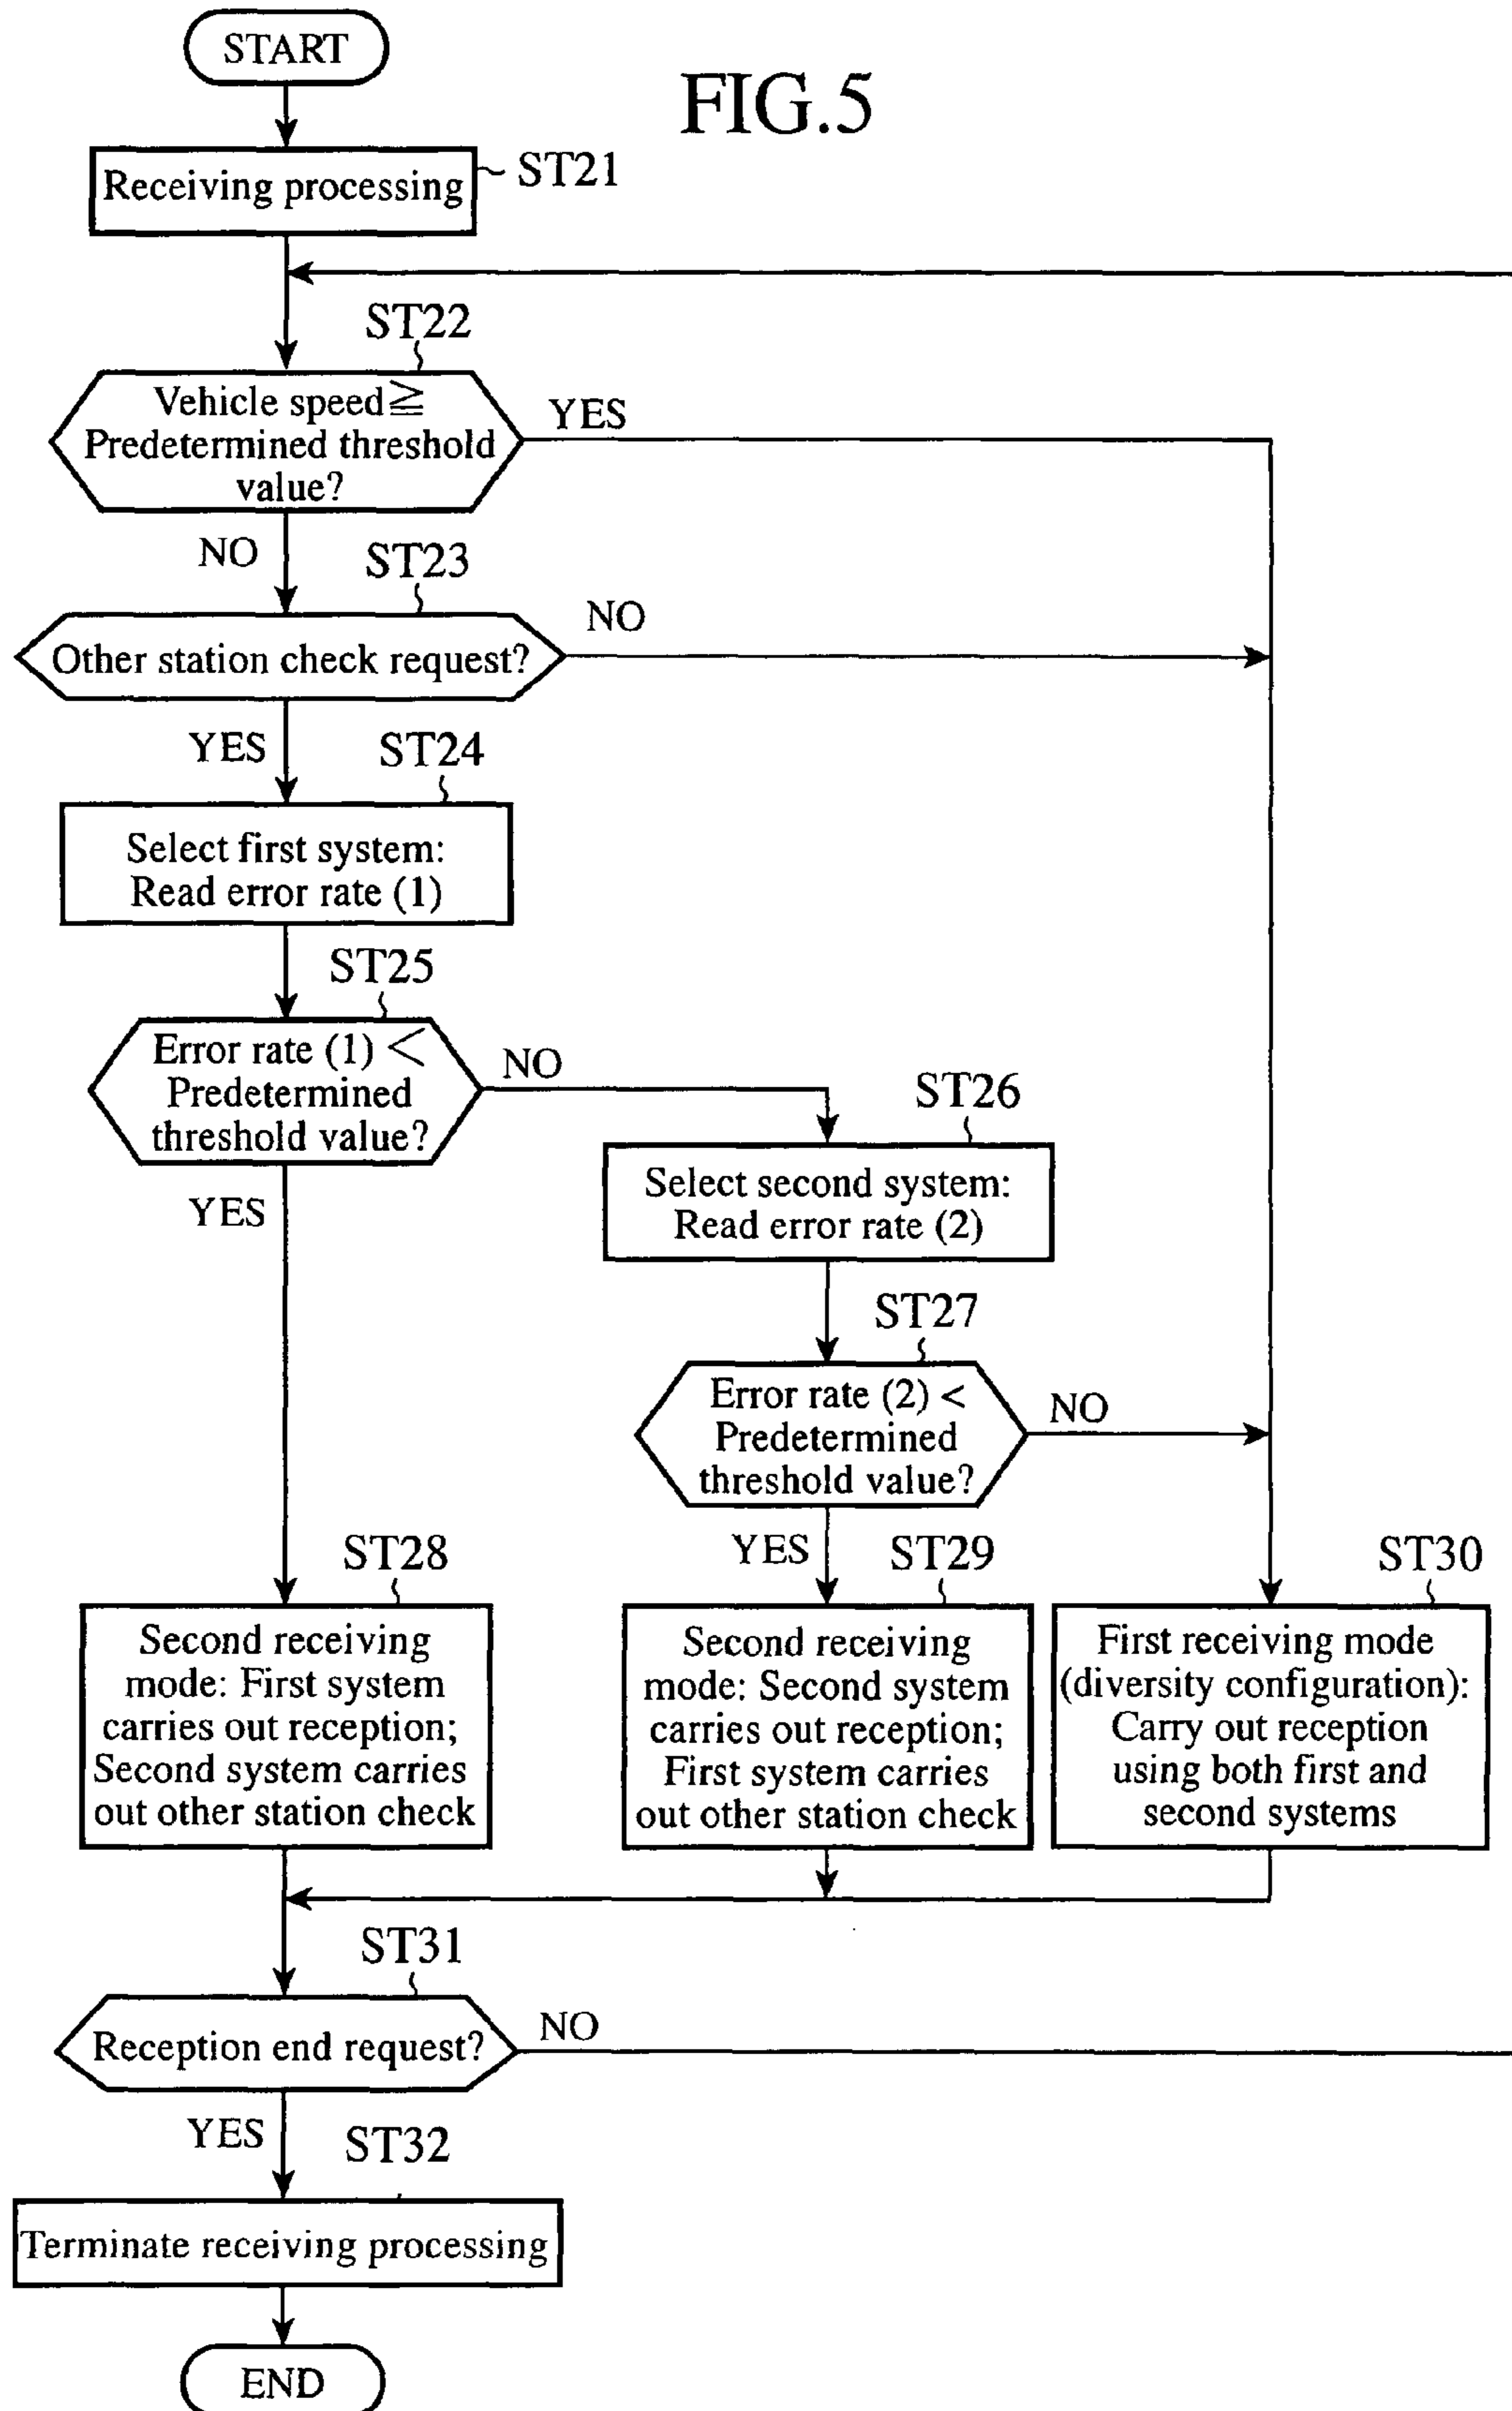 START
FIG.5
Receiving processing
ST21
ST22
Vehicle speed≧
Predetermined threshold
value?
YES
NO
ST23
Other station check request?
NO
YES
ST24
Select first system:
Read error rate (1)
ST25
Error rate (1) <
Predetermined
threshold value?
NO
YES
ST26
Select second system:
Read error rate (2)
ST27
Error rate (2) <
Predetermined
threshold value?
NO
YES
ST28
Second receiving
mode: First system
carries out reception;
Second system carries
out other station check
ST29
Second receiving
mode: Second system
carries out reception;
First system carries
out other station check
ST30
First receiving mode
(diversity configuration):
Carry out reception
using both first and
second systems
ST31
Reception end request?
NO
YES
ST32
Terminate receiving processing
END